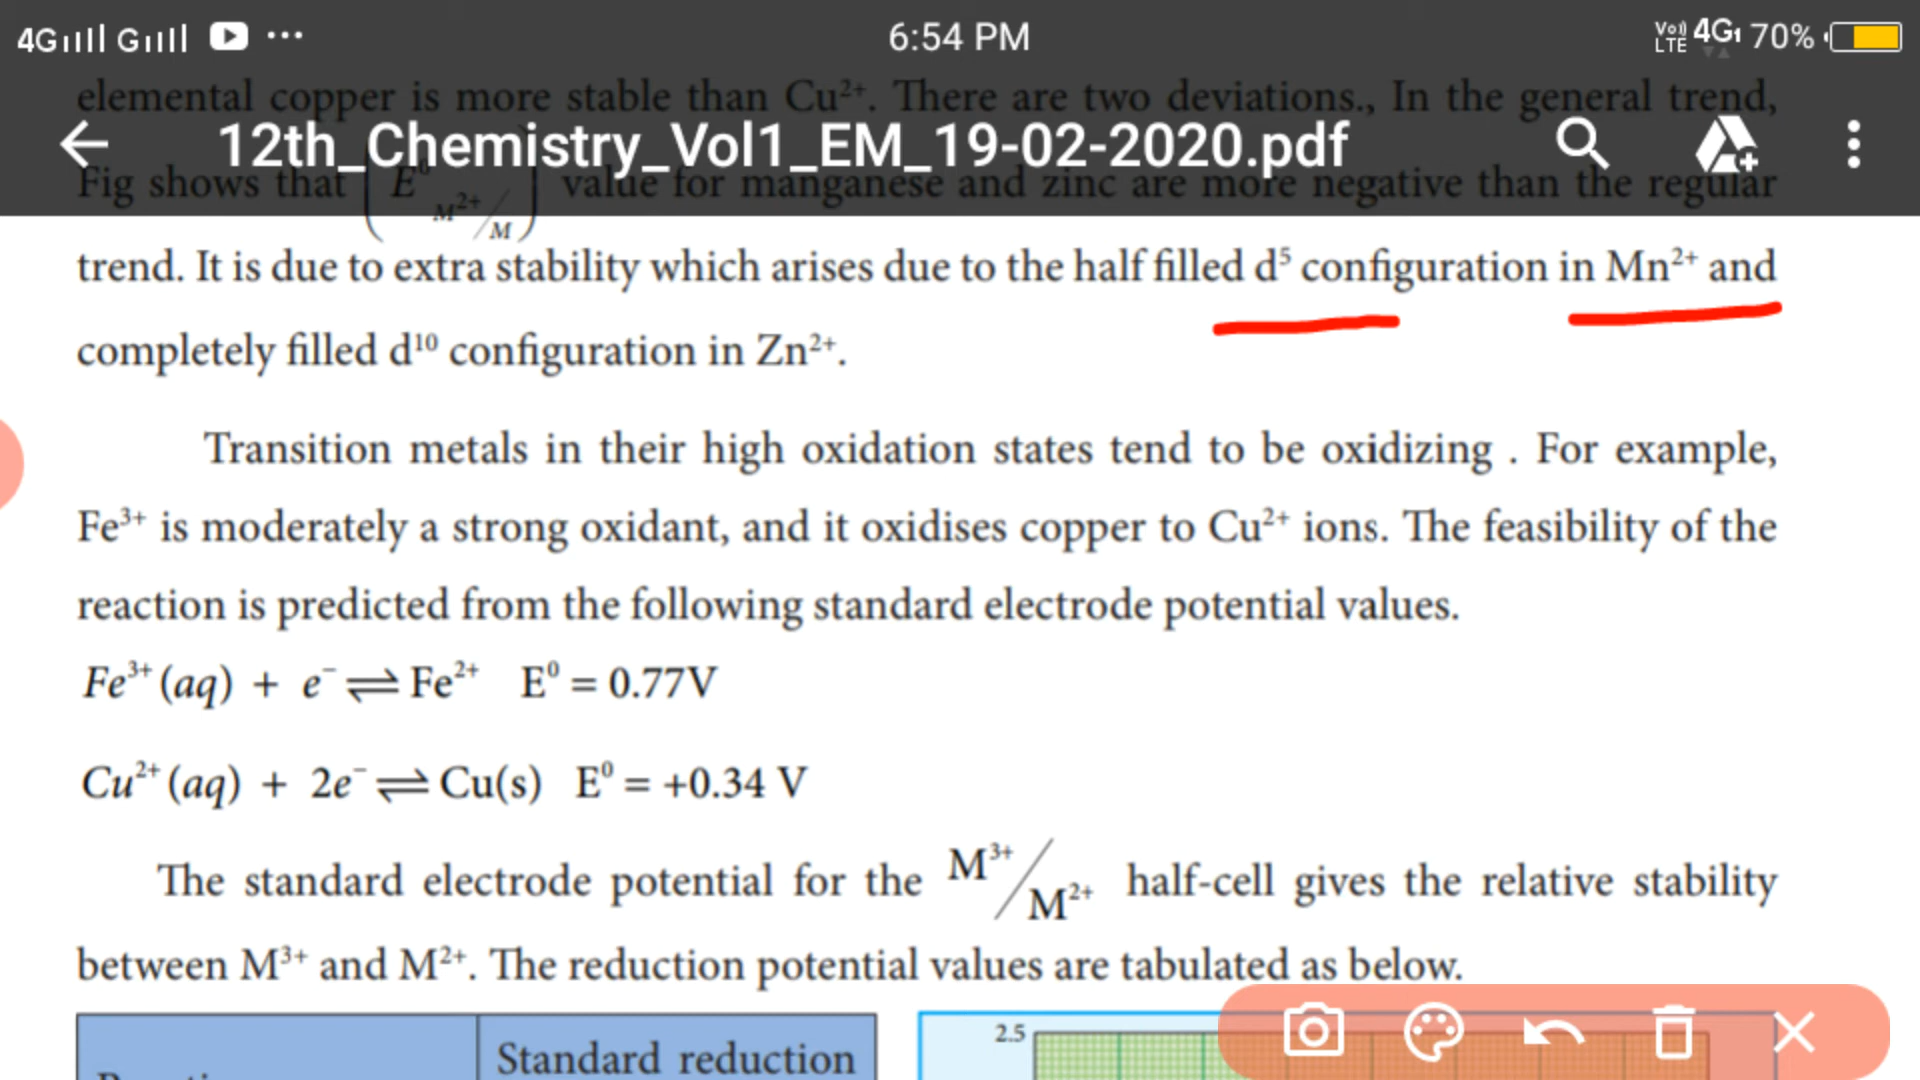 4G G ... 6:54 PM VoLTE 4G 70%
elemental copper is more stable than Cu²⁺. There are two deviations., In the general trend,
12th_Chemistry_Vol1_EM_19-02-2020.pdf
Fig shows that (E⁰ M²⁺/M) value for manganese and zinc are more negative than the regular
trend. It is due to extra stability which arises due to the half filled d⁵ configuration in Mn²⁺ and
completely filled d¹⁰ configuration in Zn²⁺.
Transition metals in their high oxidation states tend to be oxidizing . For example,
Fe³⁺ is moderately a strong oxidant, and it oxidises copper to Cu²⁺ ions. The feasibility of the
reaction is predicted from the following standard electrode potential values.
Fe³⁺(aq) + e⁻ ⇌ Fe²⁺ E⁰ = 0.77V
Cu²⁺(aq) + 2e⁻ ⇌ Cu(s) E⁰ = +0.34 V
The standard electrode potential for the M³⁺/M²⁺ half-cell gives the relative stability
between M³⁺ and M²⁺. The reduction potential values are tabulated as below.
Standard reduction
2.5